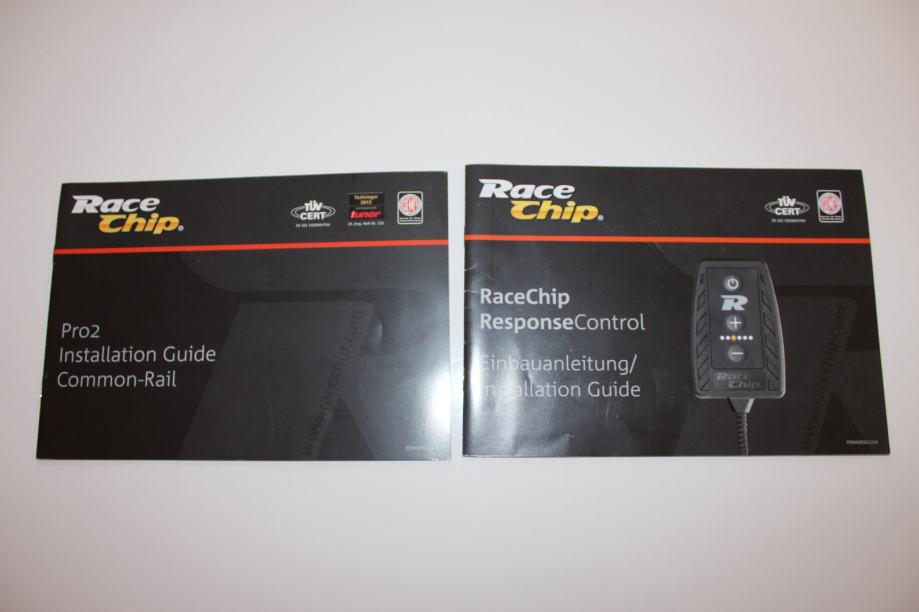 Race
Chip®
TÜV
CERT
Testsieger
2012
tuner
Pro2
Installation Guide
Common-Rail
www.racechip.com
Race
Chip®
TÜV
CERT
RaceChip
ResponseControl
Einbauanleitung/
Installation Guide
R
Race
Chip
www.racechip.com